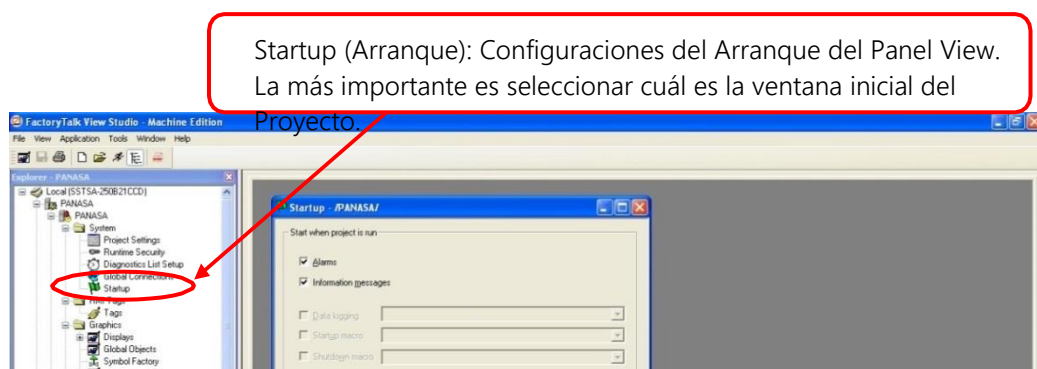 Startup (Arranque): Configuraciones del Arranque del Panel View.
La más importante es seleccionar cuál es la ventana inicial del
Proyecto.
FactoryTalk View Studio - Machine Edition
File View Application Tools Window Help
Explorer - PANASA
Local (SSTSA-250B21CCD)
PANASA
PANASA
System
Project Settings
Runtime Security
Diagnostics List Setup
Global Connections
Startup
HMI Tags
Tags
Graphics
Displays
Global Objects
Symbol Factory
Startup - /PANASA/
Start when project is run
Alarms
Information messages
Data logging
Startup macro
Shutdown macro